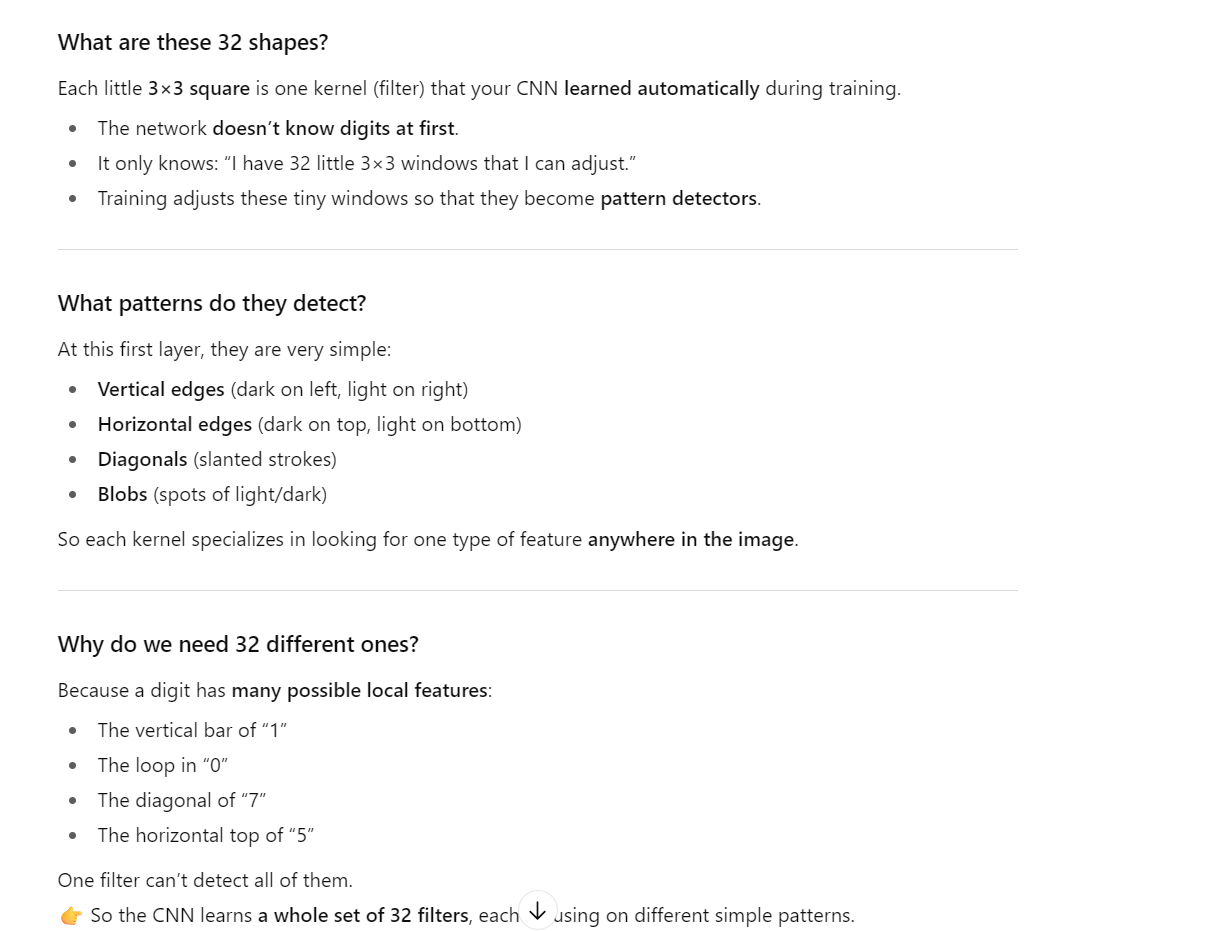 What are these 32 shapes?
Each little 3×3 square is one kernel (filter) that your CNN learned automatically during training.
• The network doesn’t know digits at first.
• It only knows: “I have 32 little 3×3 windows that I can adjust.”
• Training adjusts these tiny windows so that they become pattern detectors.
What patterns do they detect?
At this first layer, they are very simple:
• Vertical edges (dark on left, light on right)
• Horizontal edges (dark on top, light on bottom)
• Diagonals (slanted strokes)
• Blobs (spots of light/dark)
So each kernel specializes in looking for one type of feature anywhere in the image.
Why do we need 32 different ones?
Because a digit has many possible local features:
• The vertical bar of “1”
• The loop in “0”
• The diagonal of “7”
• The horizontal top of “5”
One filter can’t detect all of them.
👉 So the CNN learns a whole set of 32 filters, each using on different simple patterns.